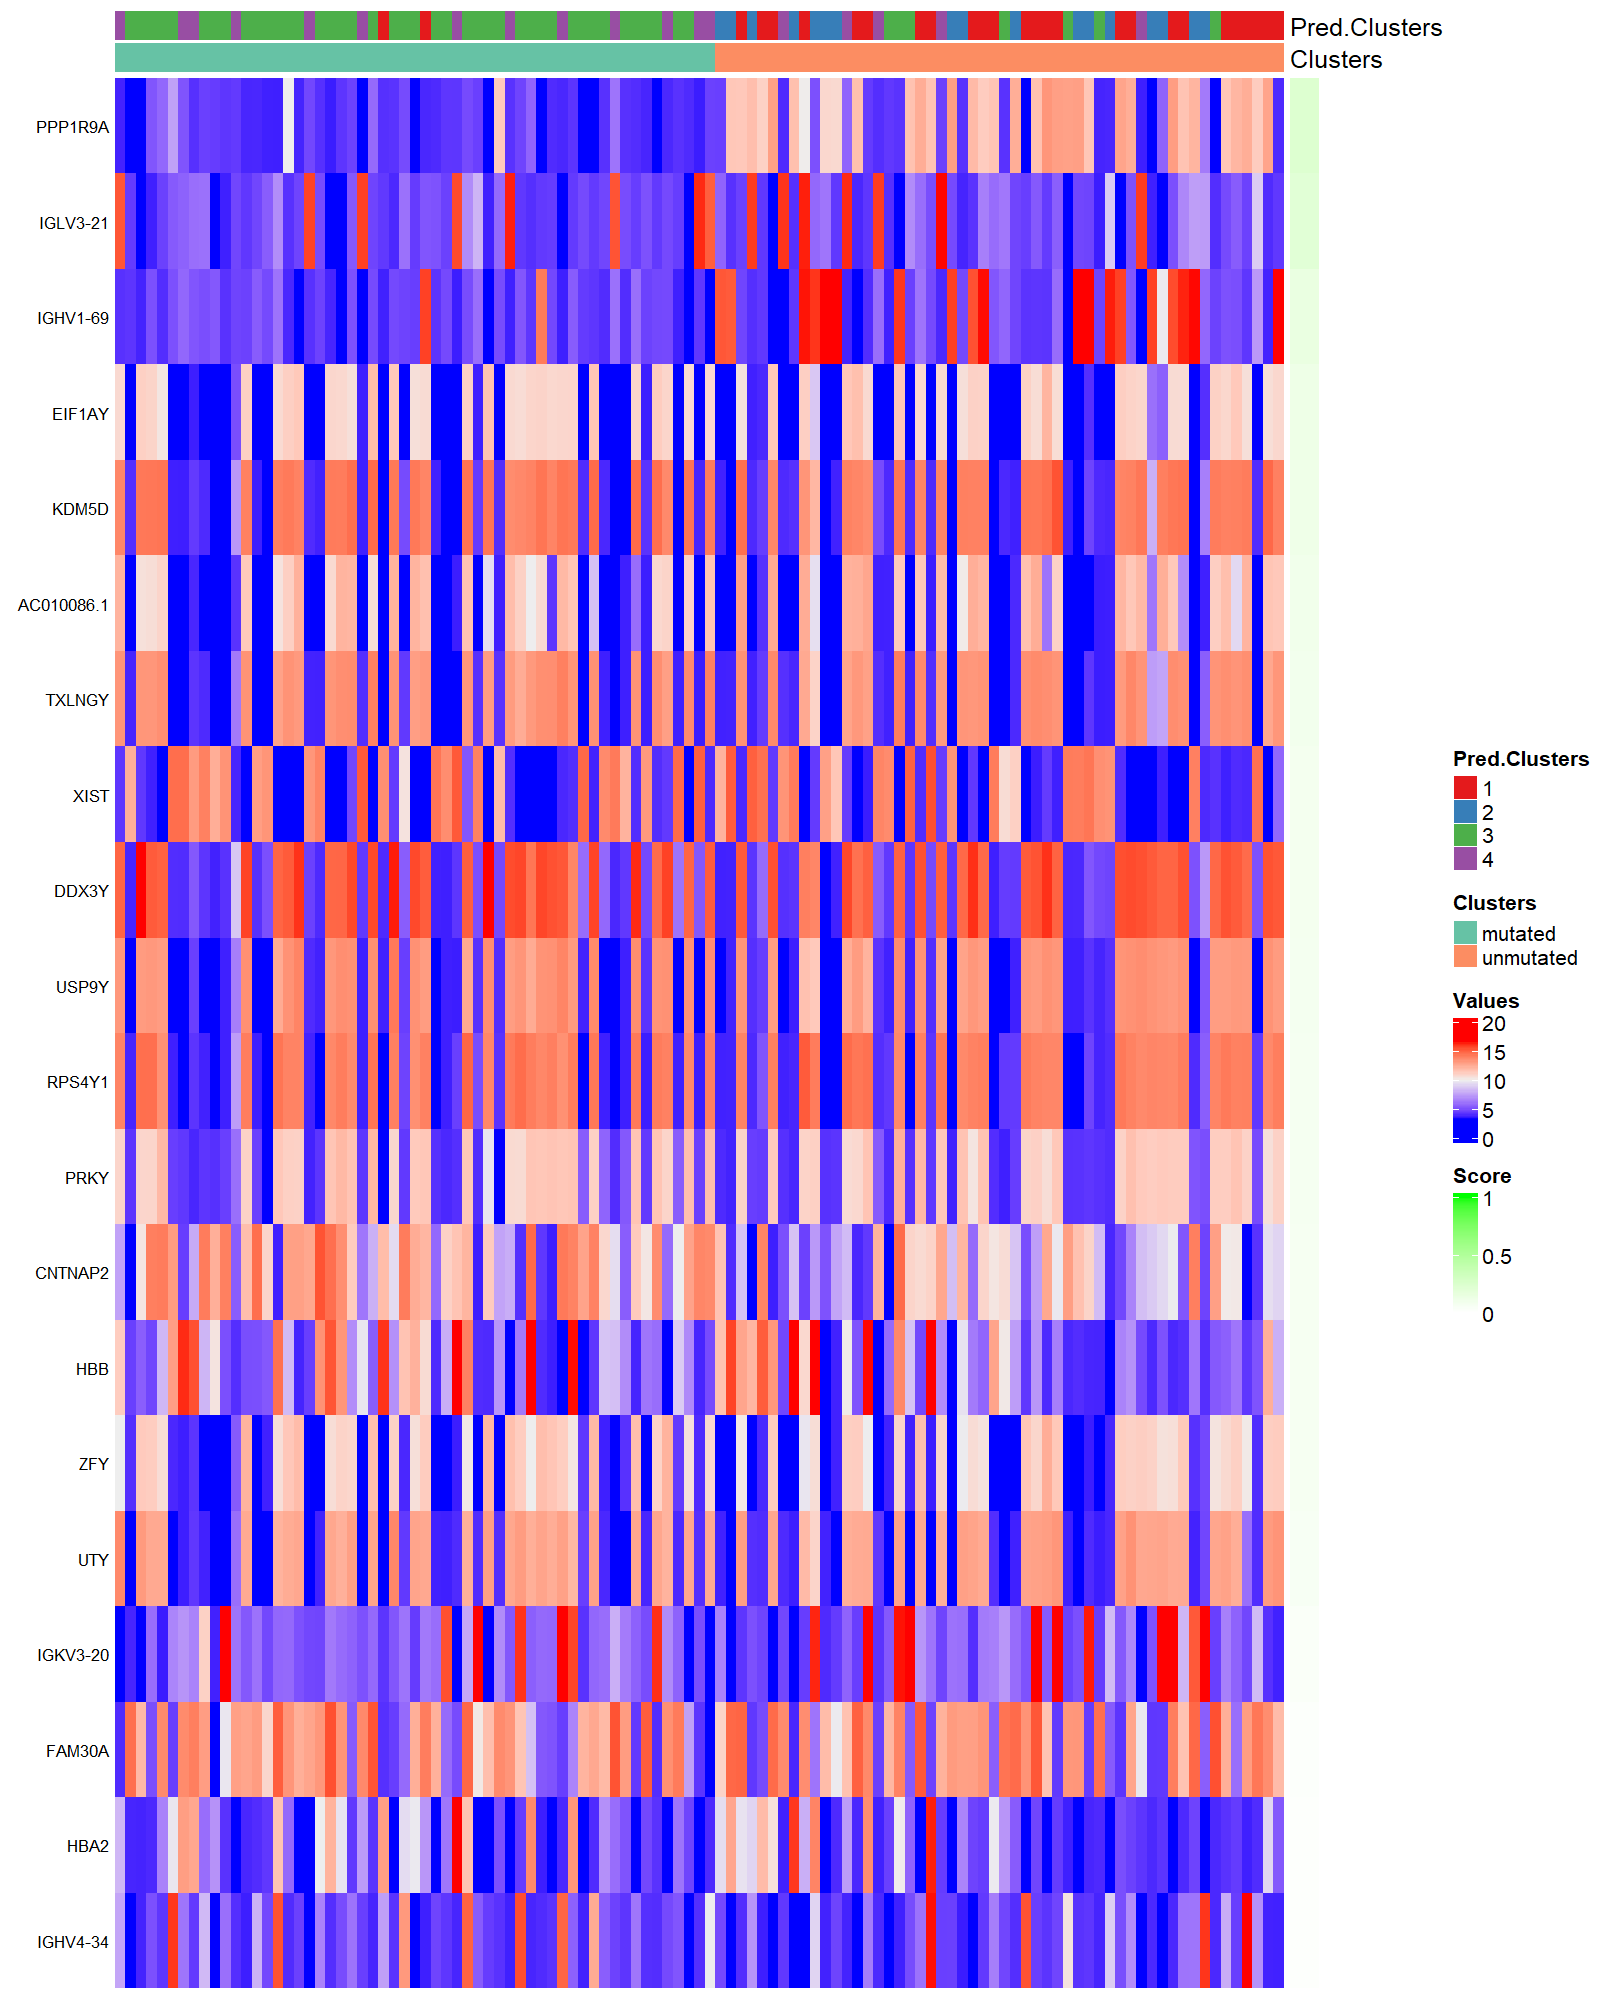 Pred.Clusters
Clusters
PPP1R9A
IGLV3-21
IGHV1-69
EIF1AY
KDM5D
AC010086.1
TXLNGY
XIST
DDX3Y
USP9Y
RPS4Y1
PRKY
CNTNAP2
HBB
ZFY
UTY
IGKV3-20
FAM30A
HBA2
IGHV4-34
Pred.Clusters
1
2
3
4
Clusters
mutated
unmutated
Values
20
15
10
5
0
Score
1
0.5
0